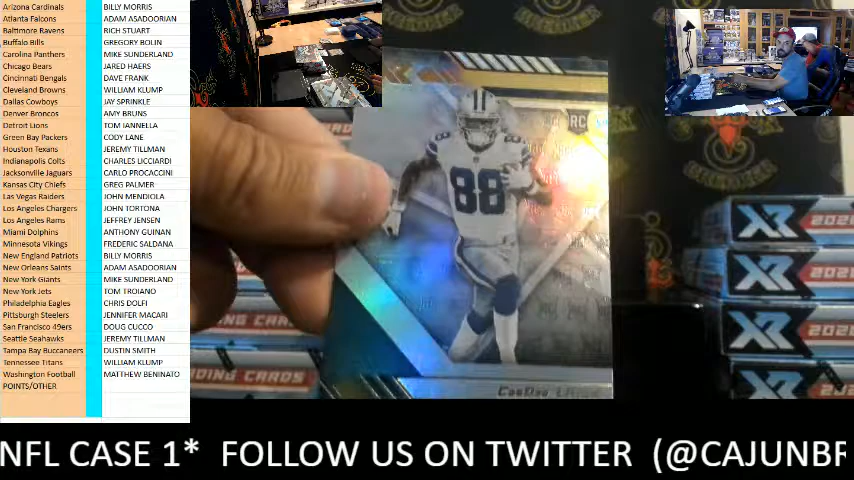 Arizona Cardinals BILLY MORRIS
Atlanta Falcons ADAM ASADOORIAN
Baltimore Ravens RICH STUART
Buffalo Bills GREGORY BOLIN
Carolina Panthers MIKE SUNDERLAND
Chicago Bears JARED HAERS
Cincinnati Bengals DAVE FRANK
Cleveland Browns WILLIAM KLUMP
Dallas Cowboys JAY SPRINKLE
Denver Broncos AMY BRUNS
Detroit Lions TOM IANNELLA
Green Bay Packers CODY LANE
Houston Texans JEREMY TILLMAN
Indianapolis Colts CHARLES LICCIARDI
Jacksonville Jaguars CARLO PROCACCINI
Kansas City Chiefs GREG PALMER
Las Vegas Raiders JOHN MENDIOLA
Los Angeles Chargers JOHN TORTONA
Los Angeles Rams JEFFREY JENSEN
Miami Dolphins ANTHONY GUINAN
Minnesota Vikings FREDERIC SALDANA
New England Patriots BILLY MORRIS
New Orleans Saints ADAM ASADOORIAN
New York Giants MIKE SUNDERLAND
New York Jets TOM TROIANO
Philadelphia Eagles CHRIS DOLFI
Pittsburgh Steelers JENNIFER MACARI
San Francisco 49ers DOUG CUCCO
Seattle Seahawks JEREMY TILLMAN
Tampa Bay Buccaneers DUSTIN SMITH
Tennessee Titans WILLIAM KLUMP
Washington Football MATTHEW BENINATO
POINTS/OTHER
RC
88
CeeDee
XR 2020
XR 2020
XR 2020
XR
NFL CASE 1* FOLLOW US ON TWITTER (@CAJUNBR